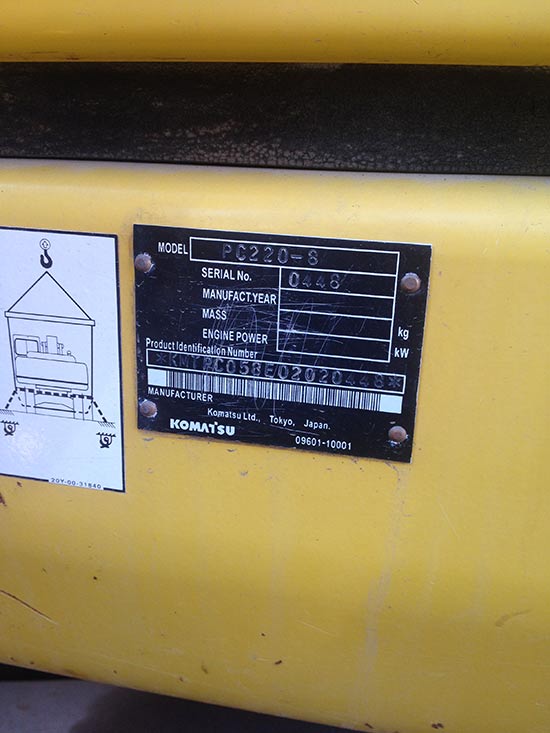 MODEL PC220-8
SERIAL No. 0448
MANUFACT.YEAR
MASS kg
ENGINE POWER kW
Product Identification Number
MANUFACTURER
Komatsu Ltd., Tokyo, Japan.
KOMATSU
09601-10001
20Y-00-31840